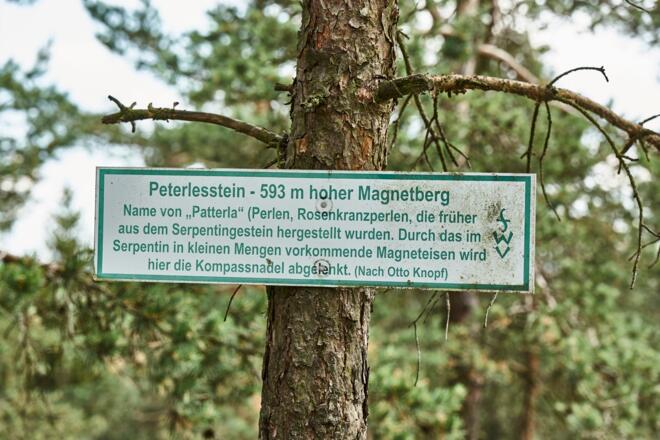 Peterlesstein - 593 m hoher Magnetberg
Name von „Patterla“ (Perlen, Rosenkranzperlen, die früher
aus dem Serpentingestein hergestellt wurden. Durch das im
Serpentin in kleinen Mengen vorkommende Magneteisen wird
hier die Kompassnadel abgelenkt. (Nach Otto Knopf)